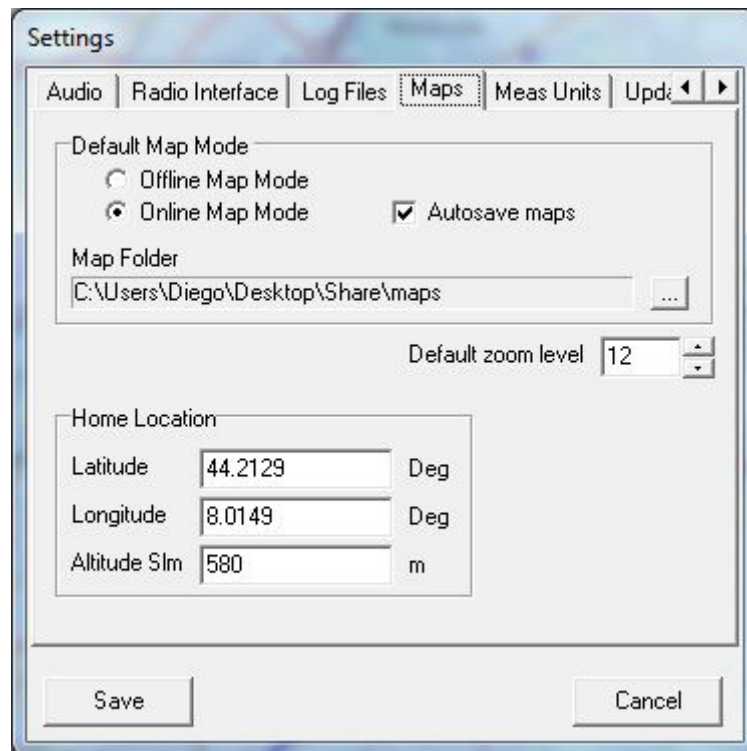 Settings
Audio Radio Interface Log Files Maps Meas Units Upda
Default Map Mode
Offline Map Mode
Online Map Mode Autosave maps
Map Folder
C:\Users\Diego\Desktop\Share\maps ...
Default zoom level 12
Home Location
Latitude 44.2129 Deg
Longitude 8.0149 Deg
Altitude Slm 580 m
Save Cancel